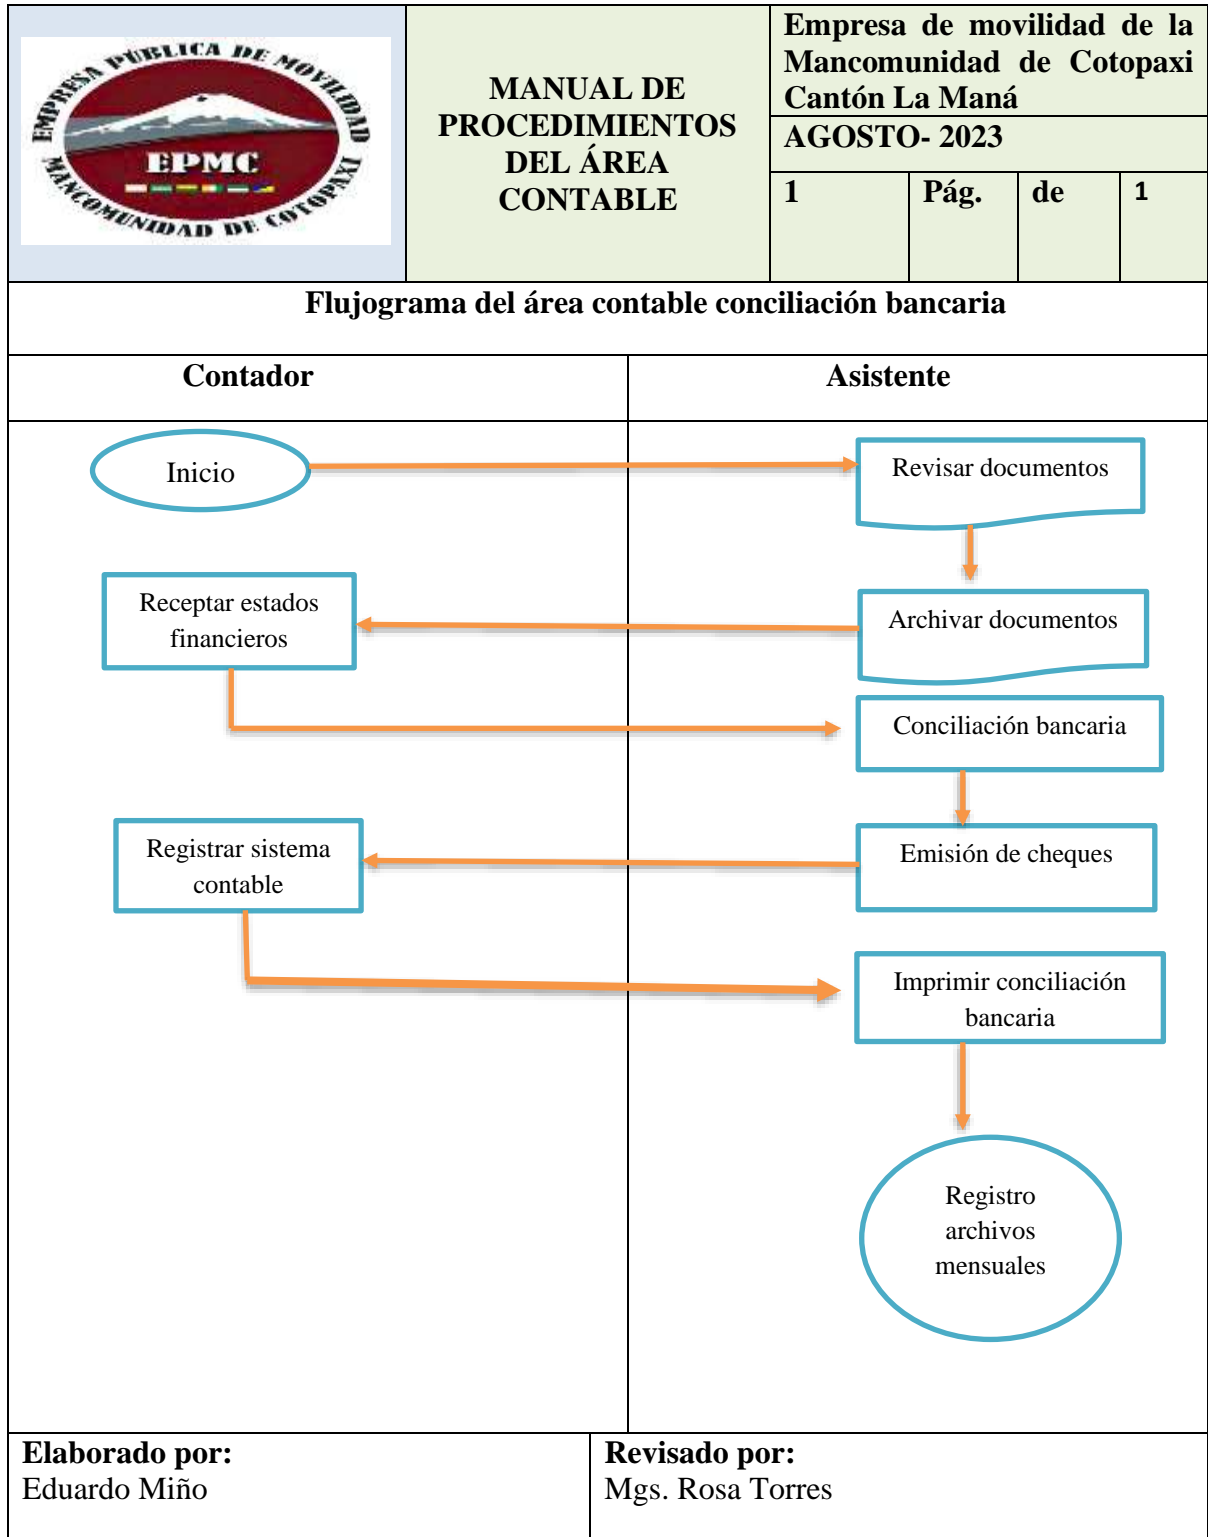 EMPRESA PÚBLICA DE MOVILIDAD
EPMC
MANCOMUNIDAD DE COTOPAXI
MANUAL DE
PROCEDIMIENTOS
DEL ÁREA
CONTABLE
Empresa de movilidad de la
Mancomunidad de Cotopaxi
Cantón La Maná
AGOSTO- 2023
1 Pág. de 1
Flujograma del área contable conciliación bancaria
Contador
Asistente
Inicio
Revisar documentos
Receptar estados
financieros
Archivar documentos
Conciliación bancaria
Registrar sistema
contable
Emisión de cheques
Imprimir conciliación
bancaria
Registro
archivos
mensuales
Elaborado por:
Eduardo Miño
Revisado por:
Mgs. Rosa Torres